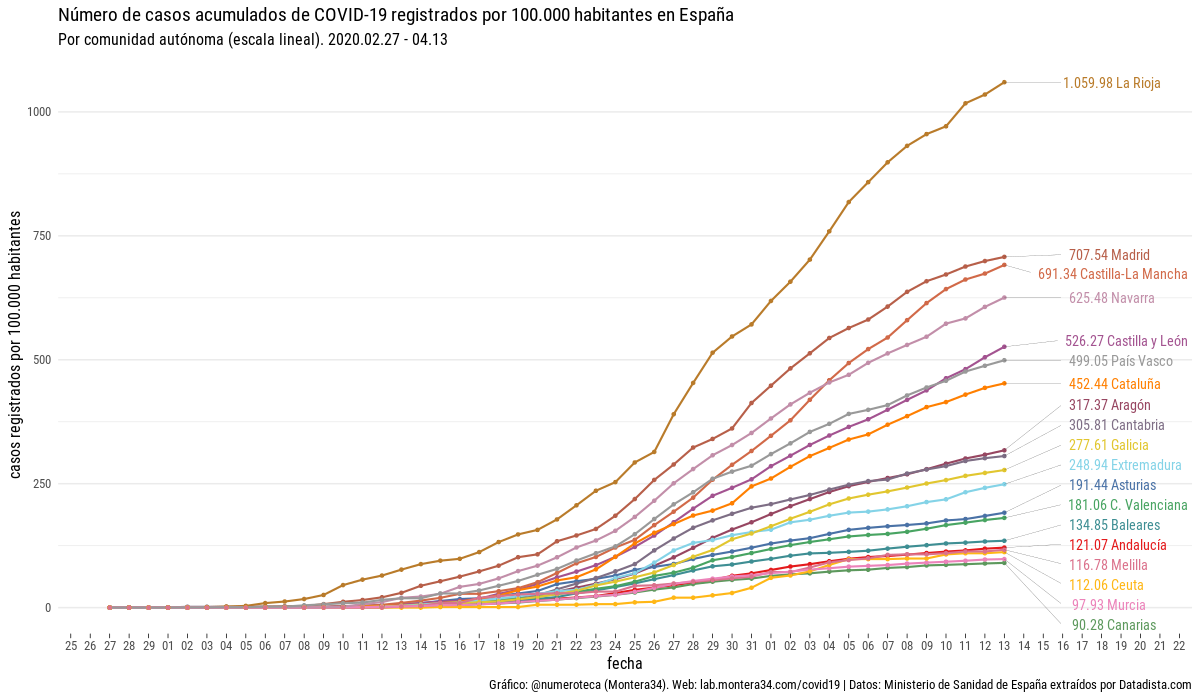 Número de casos acumulados de COVID-19 registrados por 100.000 habitantes en España
Por comunidad autónoma (escala lineal). 2020.02.27 - 04.13
casos registrados por 100.000 habitantes
1000
750
500
250
0
1.059.98 La Rioja
707.54 Madrid
691.34 Castilla-La Mancha
625.48 Navarra
526.27 Castilla y León
499.05 País Vasco
452.44 Cataluña
317.37 Aragón
305.81 Cantabria
277.61 Galicia
248.94 Extremadura
191.44 Asturias
181.06 C. Valenciana
134.85 Baleares
121.07 Andalucía
116.78 Melilla
112.06 Ceuta
97.93 Murcia
90.28 Canarias
25 26 27 28 29 01 02 03 04 05 06 07 08 09 10 11 12 13 14 15 16 17 18 19 20 21 22 23 24 25 26 27 28 29 30 31 01 02 03 04 05 06 07 08 09 10 11 12 13 14 15 16 17 18 19 20 21 22
fecha
Gráfico: @numeroteca (Montera34). Web: lab.montera34.com/covid19 | Datos: Ministerio de Sanidad de España extraídos por Datadista.com